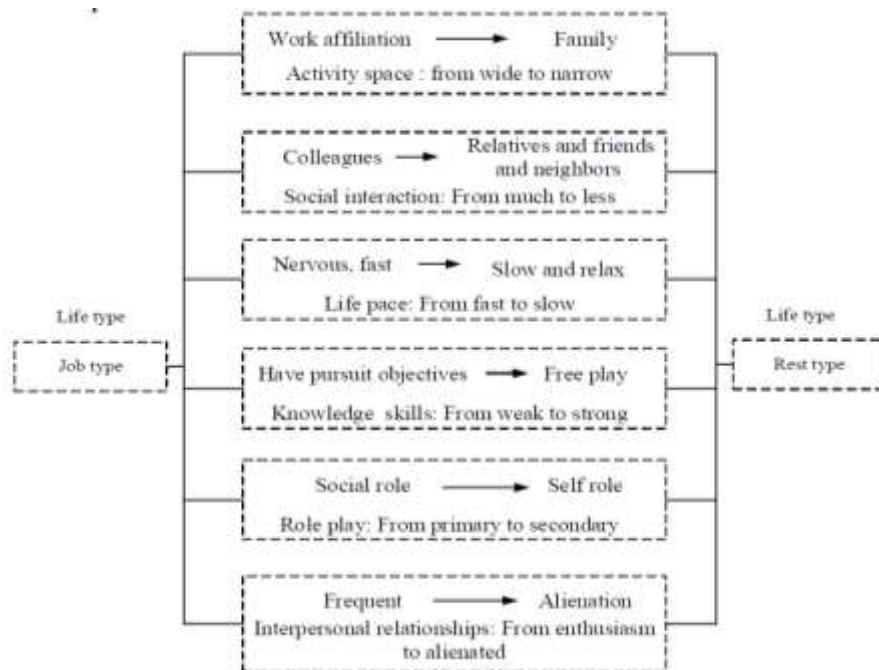 Work affiliation → Family
Activity space : from wide to narrow
Colleagues → Relatives and friends
and neighbors
Social interaction: From much to less
Nervous, fast → Slow and relax
Life pace: From fast to slow
Life type
Job type
Life type
Rest type
Have pursuit objectives → Free play
Knowledge skills: From weak to strong
Social role → Self role
Role play: From primary to secondary
Frequent → Alienation
Interpersonal relationships: From enthusiasm
to alienated